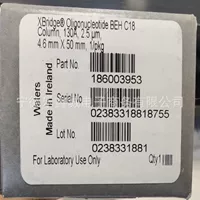 XBridge® Oligonucleotide BEH C18
Column, 130Å, 2.5 µm,
4.6 mm X 50 mm, 1/pkg
Part No.
186003953
Serial No
02383318818755
Lot No
0238331881
For Laboratory Use Only
Qty 1
Waters
Made in Ireland